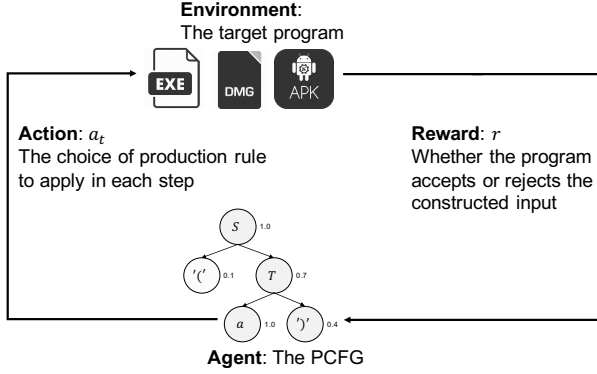 Environment:
The target program
EXE
DMG
APK
Action: a_t
The choice of production rule
to apply in each step
Reward: r
Whether the program
accepts or rejects the
constructed input
S 1.0
'(' 0.1
T 0.7
a 1.0
')' 0.4
Agent: The PCFG